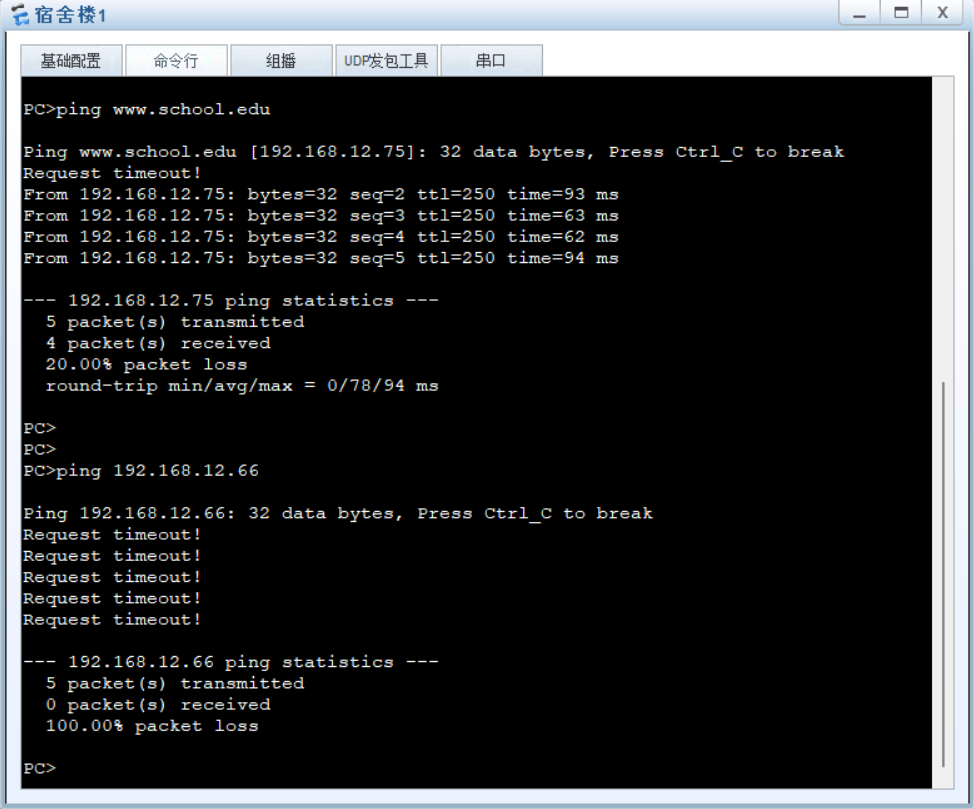 宿舍楼1
基础配置 命令行 组播 UDP发包工具 串口
PC>ping www.school.edu
Ping www.school.edu [192.168.12.75]: 32 data bytes, Press Ctrl_C to break
Request timeout!
From 192.168.12.75: bytes=32 seq=2 ttl=250 time=93 ms
From 192.168.12.75: bytes=32 seq=3 ttl=250 time=63 ms
From 192.168.12.75: bytes=32 seq=4 ttl=250 time=62 ms
From 192.168.12.75: bytes=32 seq=5 ttl=250 time=94 ms
--- 192.168.12.75 ping statistics ---
5 packet(s) transmitted
4 packet(s) received
20.00% packet loss
round-trip min/avg/max = 0/78/94 ms
PC>
PC>
PC>ping 192.168.12.66
Ping 192.168.12.66: 32 data bytes, Press Ctrl_C to break
Request timeout!
Request timeout!
Request timeout!
Request timeout!
Request timeout!
--- 192.168.12.66 ping statistics ---
5 packet(s) transmitted
0 packet(s) received
100.00% packet loss
PC>